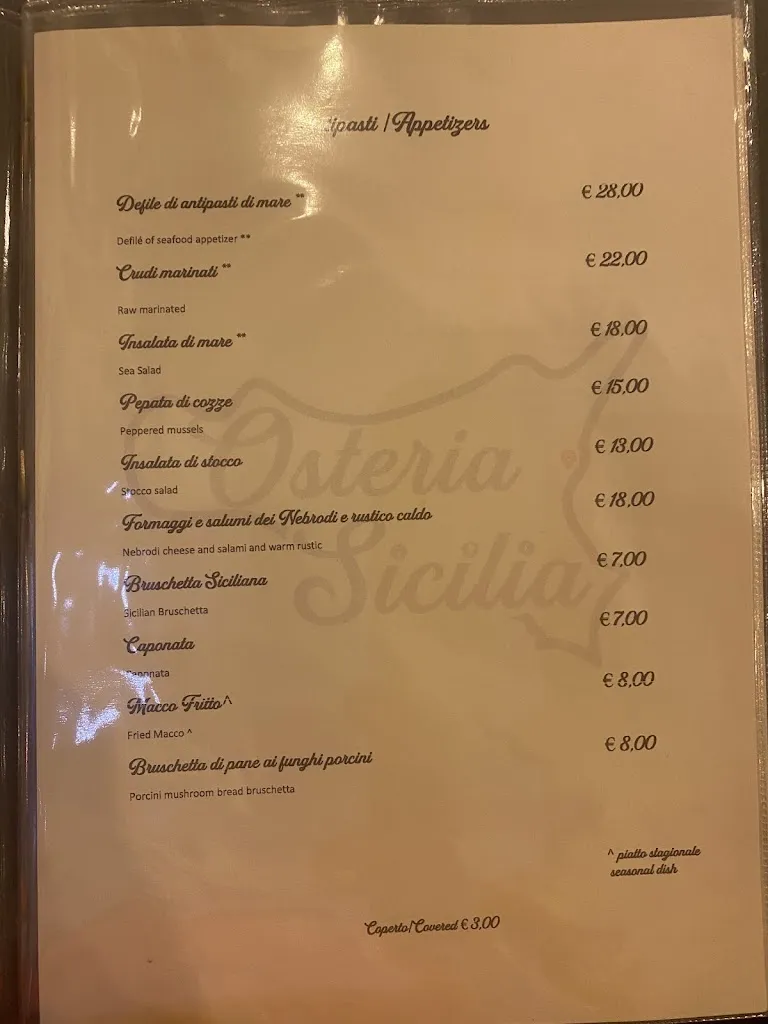 /Appetizers
Defile di antipasti di mare ** € 28,00
Defilé of seafood appetizer **
Crudi marinati ** € 22,00
Raw marinated
Insalata di mare ** € 18,00
Sea Salad
Pepata di cozze € 15,00
Peppered mussels
Insalata di stocco € 13,00
Stocco salad
Formaggi e salumi dei Nebrodi e rustico caldo € 18,00
Nebrodi cheese and salami and warm rustic
Bruschetta Siciliana € 7,00
Sicilian Bruschetta
Caponata € 7,00
Macco Fritto^ € 8,00
Fried Macco ^
Bruschetta di pane ai funghi porcini € 8,00
Porcini mushroom bread bruschetta
^ piatto stagionale
seasonal dish
Coperto/Covered € 3,00
Osteria
Sicilia